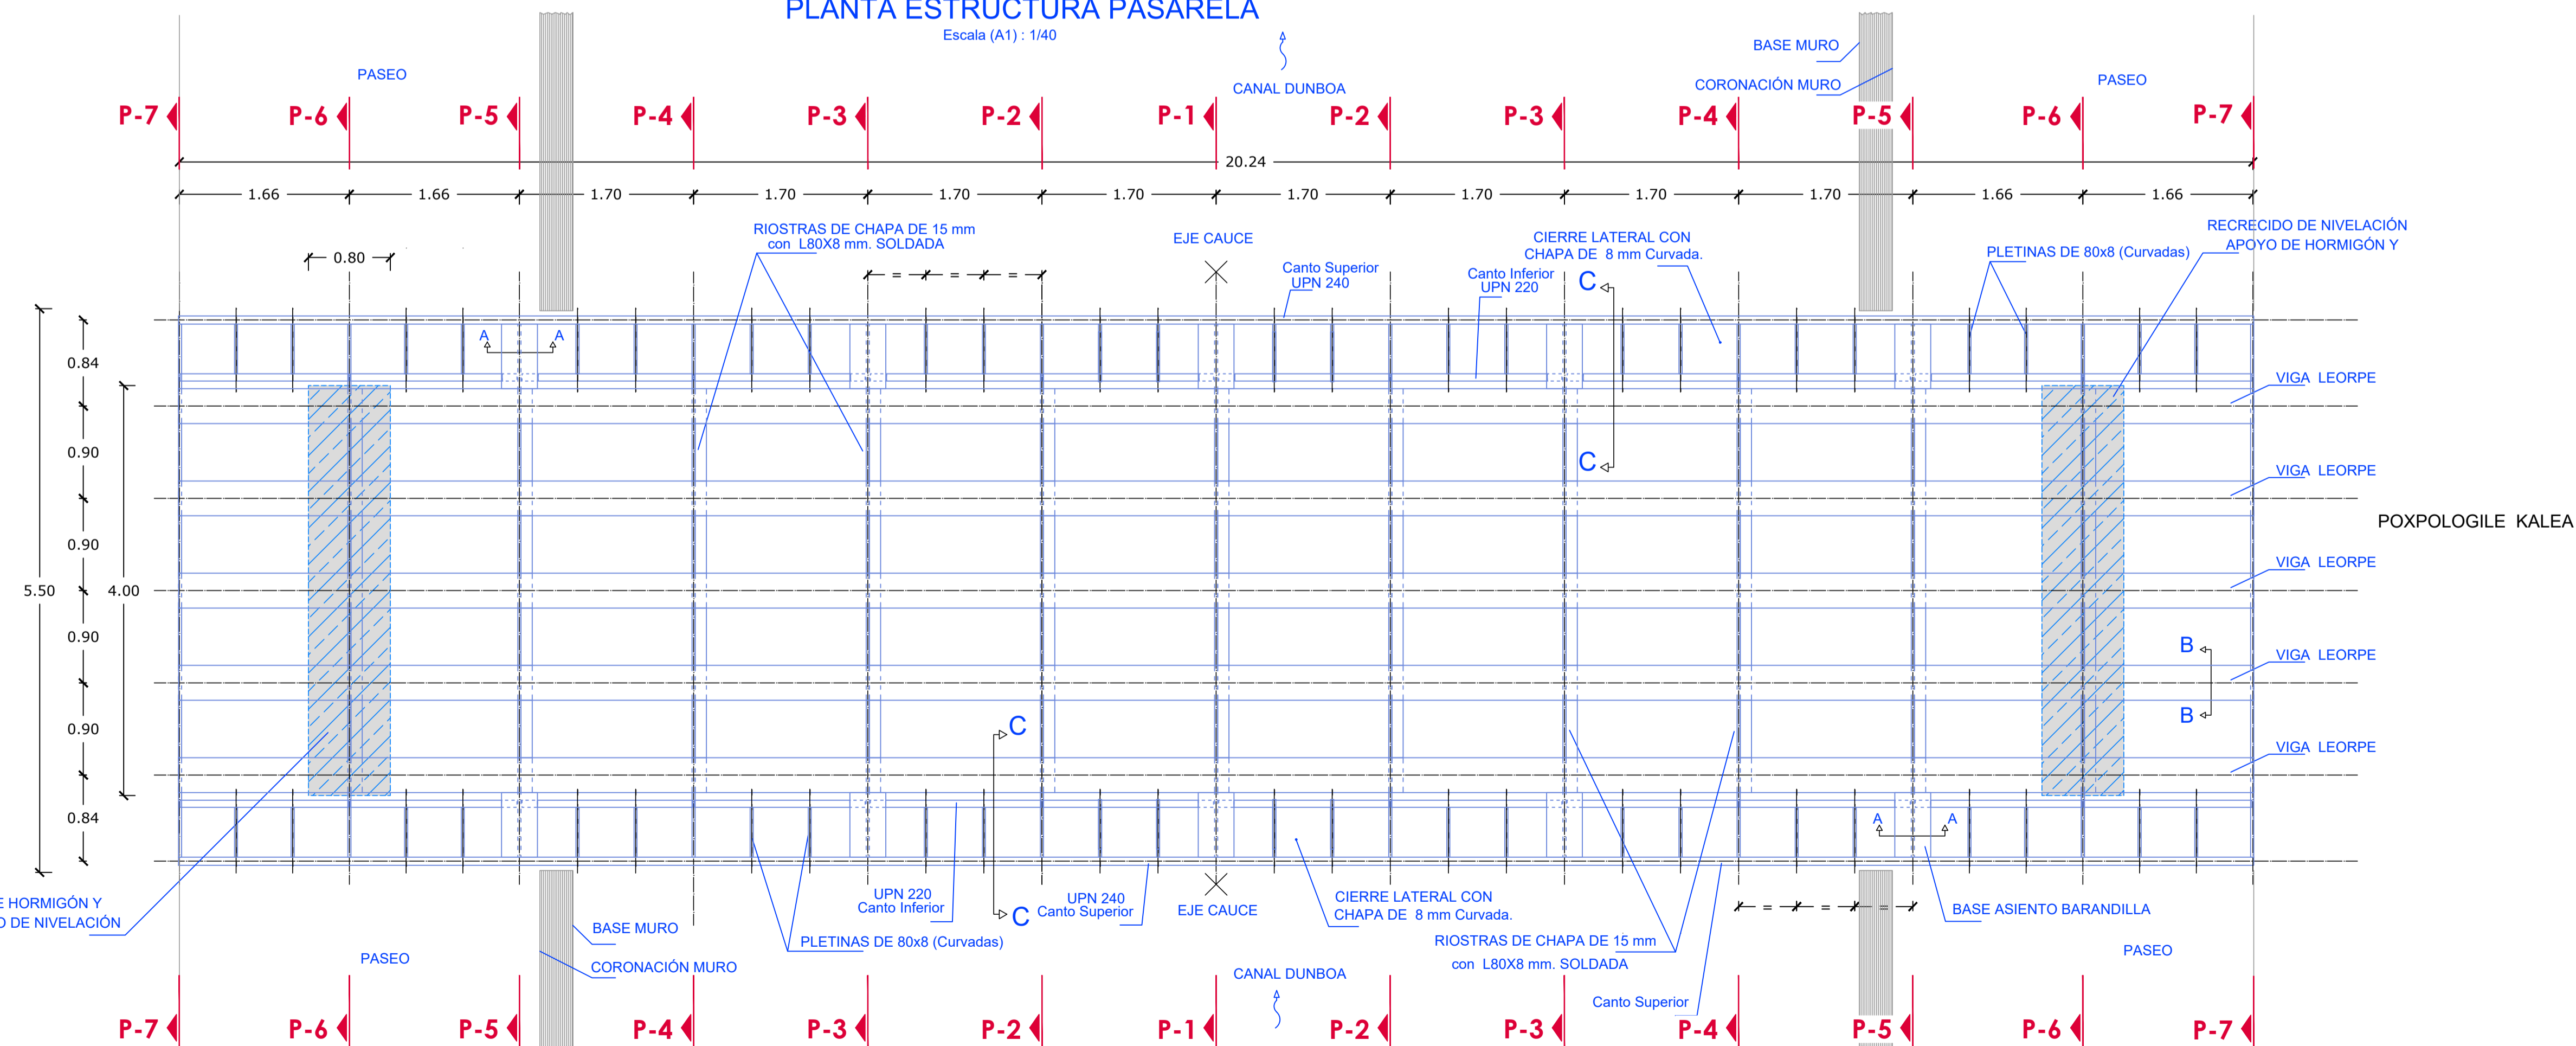 PLANTA ESTRUCTURA PASARELA
Escala (A1) : 1/40
PASEO
CANAL DUNBOA
BASE MURO
CORONACIÓN MURO
PASEO
P-7
P-6
P-5
P-4
P-3
P-2
P-1
P-2
P-3
P-4
P-5
P-6
P-7
20.24
1.66
1.66
1.70
1.70
1.70
1.70
1.70
1.70
1.70
1.70
1.66
1.66
RIOSTRAS DE CHAPA DE 15 mm
con L80X8 mm. SOLDADA
EJE CAUCE
CIERRE LATERAL CON
CHAPA DE 8 mm Curvada.
RECRECIDO DE NIVELACIÓN
APOYO DE HORMIGÓN Y
PLETINAS DE 80x8 (Curvadas)
0.80
= = =
Canto Superior
UPN 240
Canto Inferior
UPN 220
C
A A
0.84
VIGA LEORPE
0.90
C
VIGA LEORPE
POXPOLOGILE KALEA
0.90
VIGA LEORPE
5.50
4.00
0.90
B
VIGA LEORPE
B
0.90
C
VIGA LEORPE
0.84
A A
E HORMIGÓN Y
O DE NIVELACIÓN
UPN 220
Canto Inferior
UPN 240
Canto Superior
C
EJE CAUCE
CIERRE LATERAL CON
CHAPA DE 8 mm Curvada.
= = =
BASE ASIENTO BARANDILLA
BASE MURO
PLETINAS DE 80x8 (Curvadas)
RIOSTRAS DE CHAPA DE 15 mm
con L80X8 mm. SOLDADA
PASEO
PASEO
CORONACIÓN MURO
CANAL DUNBOA
Canto Superior
P-7
P-6
P-5
P-4
P-3
P-2
P-1
P-2
P-3
P-4
P-5
P-6
P-7